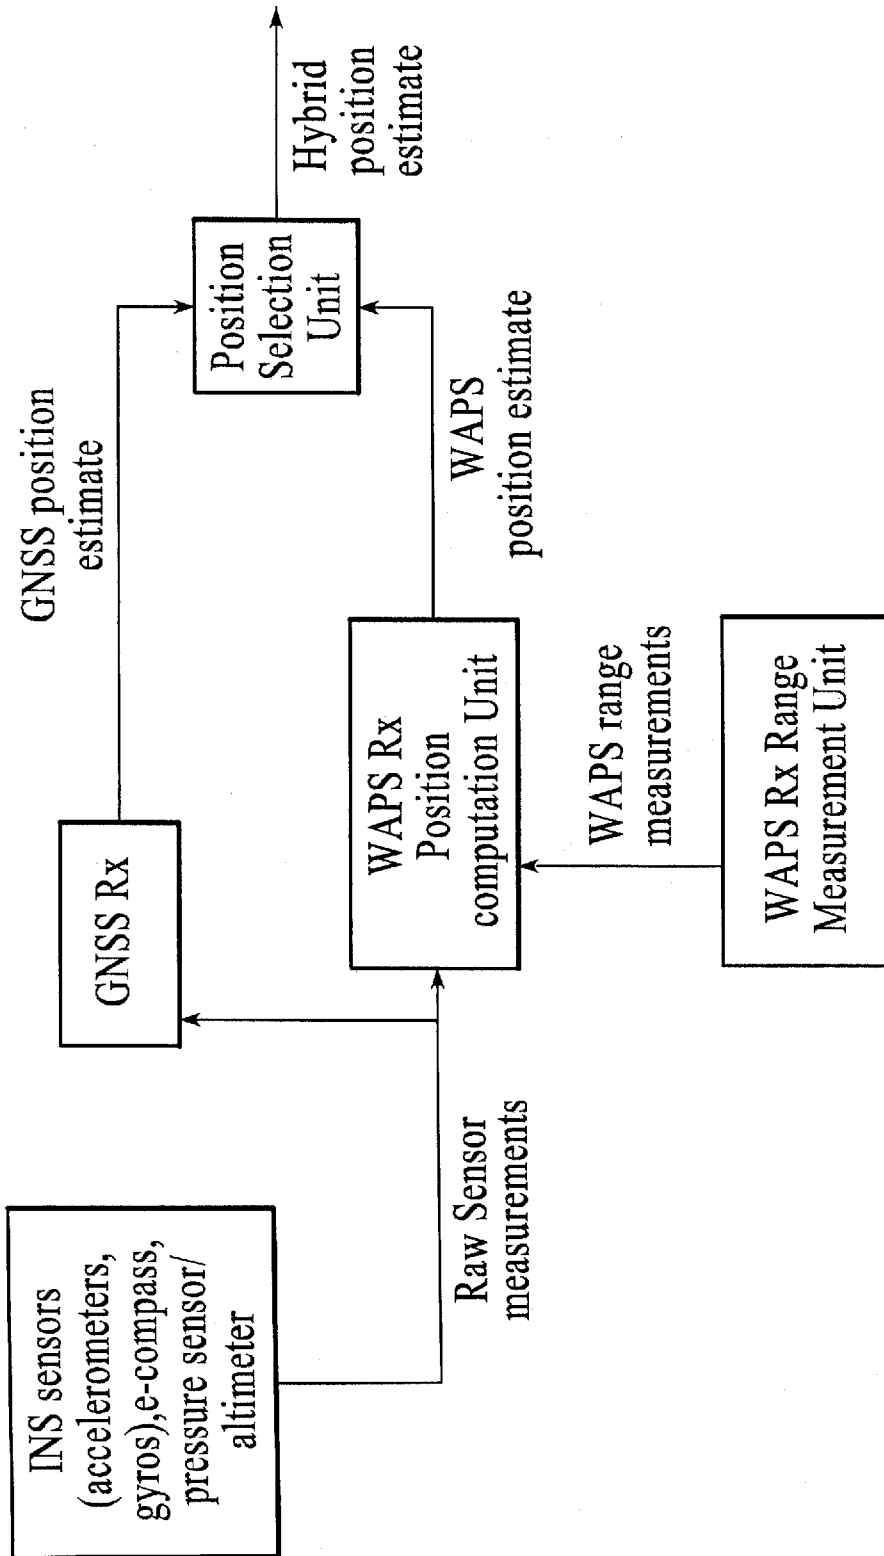 INS sensors
(accelerometers,
gyros),e-compass,
pressure sensor/
altimeter
Raw Sensor
measurements
GNSS Rx
GNSS position
estimate
WAPS Rx
Position
computation Unit
WAPS range
measurements
WAPS Rx Range
Measurement Unit
WAPS
position estimate
Position
Selection
Unit
Hybrid
position
estimate